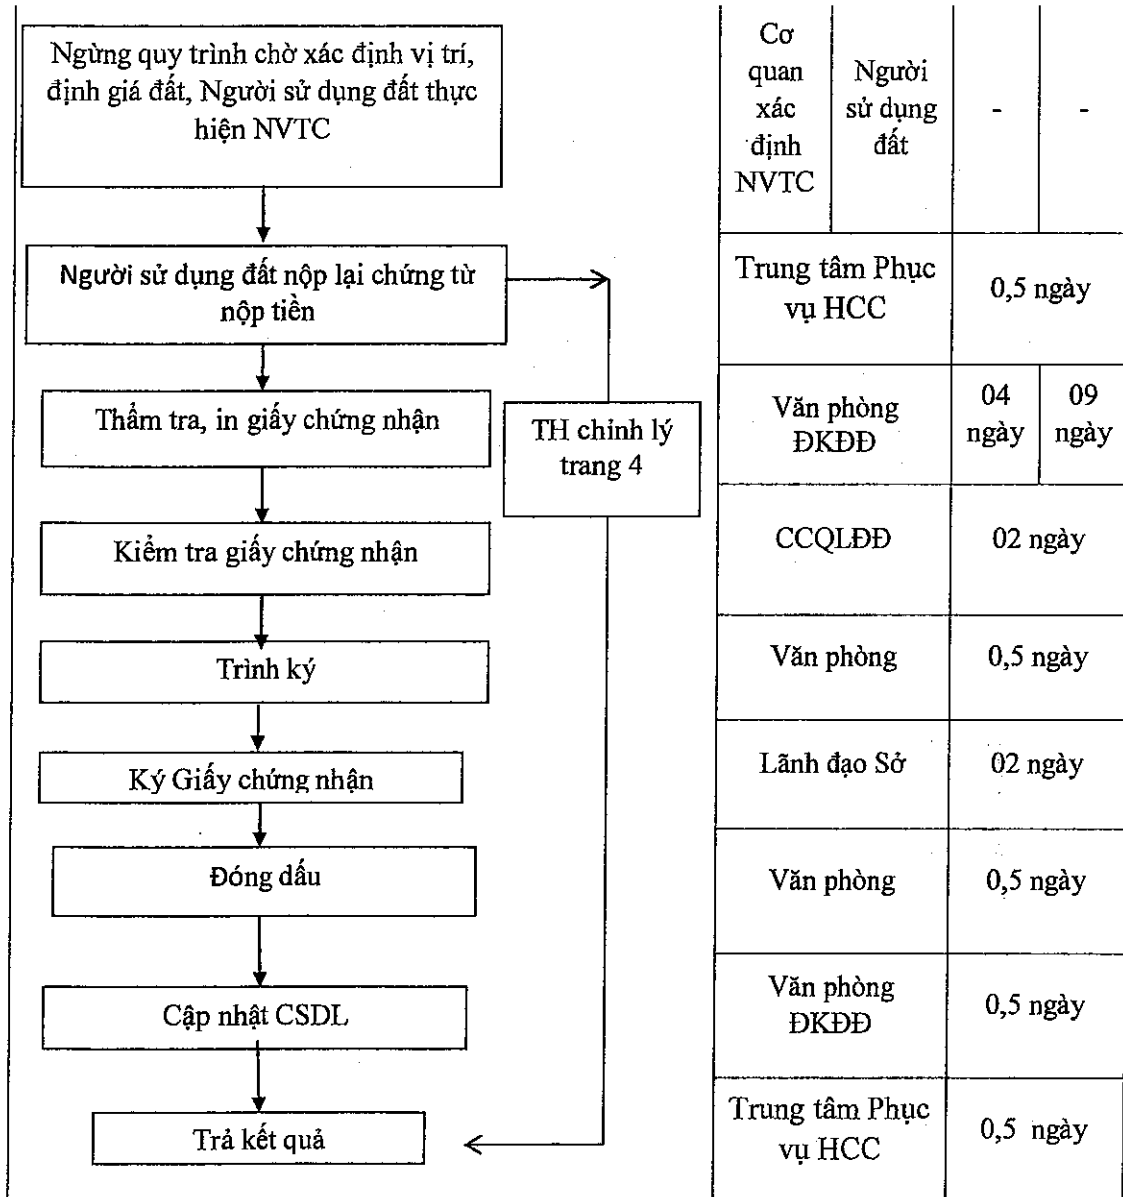 Ngừng quy trình chờ xác định vị trí,
định giá đất, Người sử dụng đất thực
hiện NVTC
Cơ
quan
xác
định
NVTC
Người
sử dụng
đất
-
-
Người sử dụng đất nộp lại chứng từ
nộp tiền
Trung tâm Phục
vụ HCC
0,5 ngày
Thẩm tra, in giấy chứng nhận
TH chỉnh lý
trang 4
Văn phòng
ĐKĐĐ
04
ngày
09
ngày
Kiểm tra giấy chứng nhận
CCQLĐĐ
02 ngày
Trình ký
Văn phòng
0,5 ngày
Ký Giấy chứng nhận
Lãnh đạo Sở
02 ngày
Đóng dấu
Văn phòng
0,5 ngày
Cập nhật CSDL
Văn phòng
ĐKĐĐ
0,5 ngày
Trả kết quả
Trung tâm Phục
vụ HCC
0,5 ngày